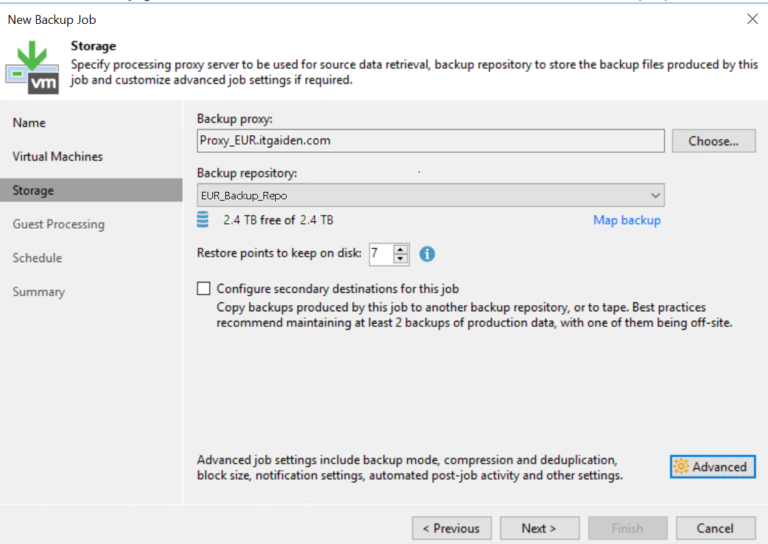 New Backup Job
Storage
Specify processing proxy server to be used for source data retrieval, backup repository to store the backup files produced by this
job and customize advanced job settings if required.
vm
Name
Virtual Machines
Storage
Guest Processing
Schedule
Summary
Backup proxy:
Proxy_EUR.itgaiden.com
Choose...
Backup repository:
EUR_Backup_Repo
2.4 TB free of 2.4 TB
Map backup
Restore points to keep on disk: 7
Configure secondary destinations for this job
Copy backups produced by this job to another backup repository, or to tape. Best practices
recommend maintaining at least 2 backups of production data, with one of them being off-site.
Advanced job settings include backup mode, compression and deduplication,
block size, notification settings, automated post-job activity and other settings.
Advanced
< Previous
Next >
Finish
Cancel